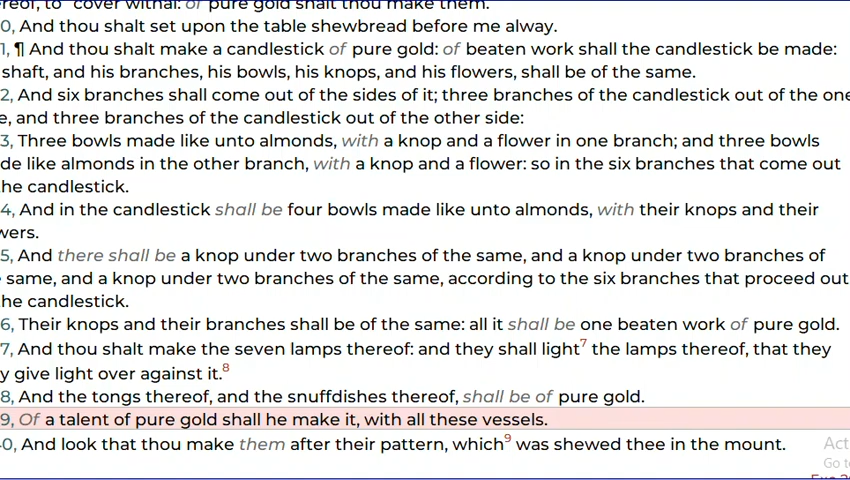 reof, to cover withal: of pure gold shalt thou make them.
0, And thou shalt set upon the table shewbread before me alway.
1, ¶ And thou shalt make a candlestick of pure gold: of beaten work shall the candlestick be made:
shaft, and his branches, his bowls, his knops, and his flowers, shall be of the same.
2, And six branches shall come out of the sides of it; three branches of the candlestick out of the one
e, and three branches of the candlestick out of the other side:
3, Three bowls made like unto almonds, with a knop and a flower in one branch; and three bowls
de like almonds in the other branch, with a knop and a flower: so in the six branches that come out
he candlestick.
4, And in the candlestick shall be four bowls made like unto almonds, with their knops and their
wers.
5, And there shall be a knop under two branches of the same, and a knop under two branches of
same, and a knop under two branches of the same, according to the six branches that proceed out
he candlestick.
6, Their knops and their branches shall be of the same: all it shall be one beaten work of pure gold.
7, And thou shalt make the seven lamps thereof: and they shall light7 the lamps thereof, that they
y give light over against it.8
8, And the tongs thereof, and the snuffdishes thereof, shall be of pure gold.
9, Of a talent of pure gold shall he make it, with all these vessels.
0, And look that thou make them after their pattern, which9 was shewed thee in the mount.
Act
Go to